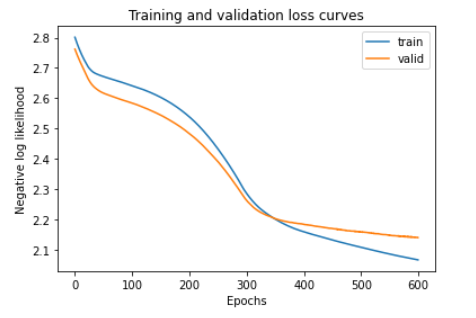 Training and validation loss curves
train
valid
Negative log likelihood
2.8
2.7
2.6
2.5
2.4
2.3
2.2
2.1
0 100 200 300 400 500 600
Epochs